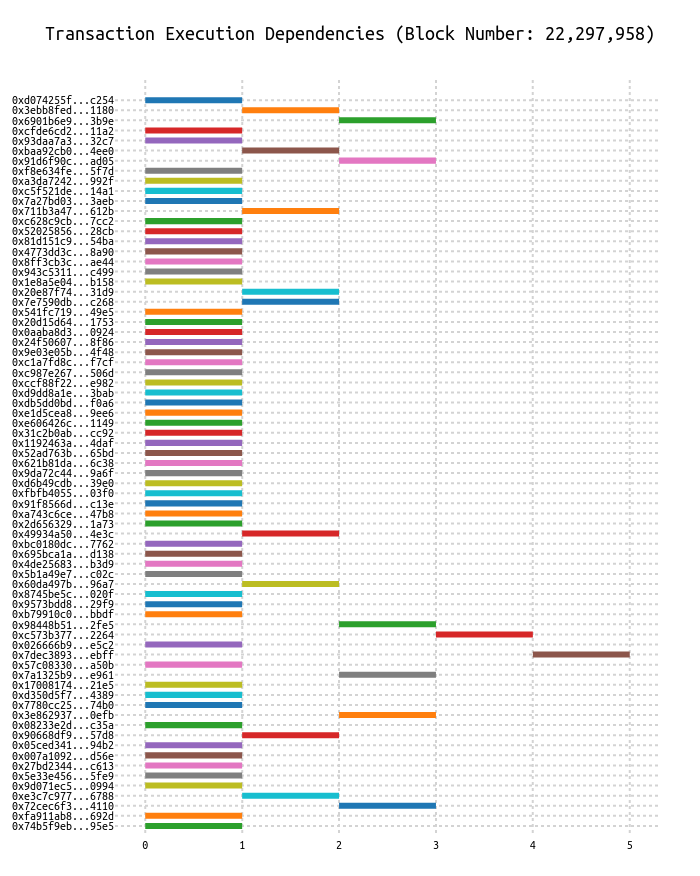 Transaction Execution Dependencies (Block Number: 22,297,958)
0xd074255f...c254
0x3ebb8fed...1180
0x6901b6e9...3b9e
0xcfde6cd2...11a2
0x93daa7a3...32c7
0xbaa92cb0...4ee0
0x91d6f90c...ad05
0xf8e634fe...5f7d
0xa3da7242...992f
0xc5f521de...14a1
0x7a27bd03...3aeb
0x711b3a47...612b
0xc628c9cb...7cc2
0x52025856...28cb
0x81d151c9...54ba
0x4773dd3c...8a90
0x8ff3cb3c...ae44
0x943c5311...c499
0x1e8a5e04...b158
0x20e87f74...31d9
0x7e7590db...c268
0x541fc719...49e5
0x20d15d64...1753
0x0aaba8d3...0924
0x24f50607...8f86
0x9e03e05b...4f48
0xc1a7fd8c...f7cf
0xc987e267...506d
0xccf88f22...e982
0xd9dd8a1e...3bab
0xdb5dd0bd...f0a6
0xe1d5cea8...9ee6
0xe606426c...1149
0x31c2b0ab...cc92
0x1192463a...4daf
0x52ad763b...65bd
0x621b81da...6c38
0x9da72c44...9a6f
0xd6b49cdb...39e0
0xfbfb4055...03f0
0x91f8566d...c13e
0xa743c6ce...47b8
0x2d656329...1a73
0x49934a50...4e3c
0xbc0180dc...7762
0x695bca1a...d138
0x4de25683...b3d9
0x5b1a49e7...c02c
0x60da497b...96a7
0x8745be5c...020f
0x9573bdd8...29f9
0xb79910c0...bbdf
0x98448b51...2fe5
0xc573b377...2264
0x026666b9...e5c2
0x7dec3893...ebff
0x57c08330...a50b
0x7a1325b9...e961
0x17008174...21e5
0xd350d5f7...4389
0x7780cc25...74b0
0x3e862937...0efb
0x08233e2d...c35a
0x90668df9...57d8
0x05ced341...94b2
0x007a1092...d56e
0x27bd2344...c613
0x5e33e456...5fe9
0x9d071ec5...0994
0xe3c7c977...6788
0x72cec6f3...4110
0xfa911ab8...692d
0x74b5f9eb...95e5
0 1 2 3 4 5